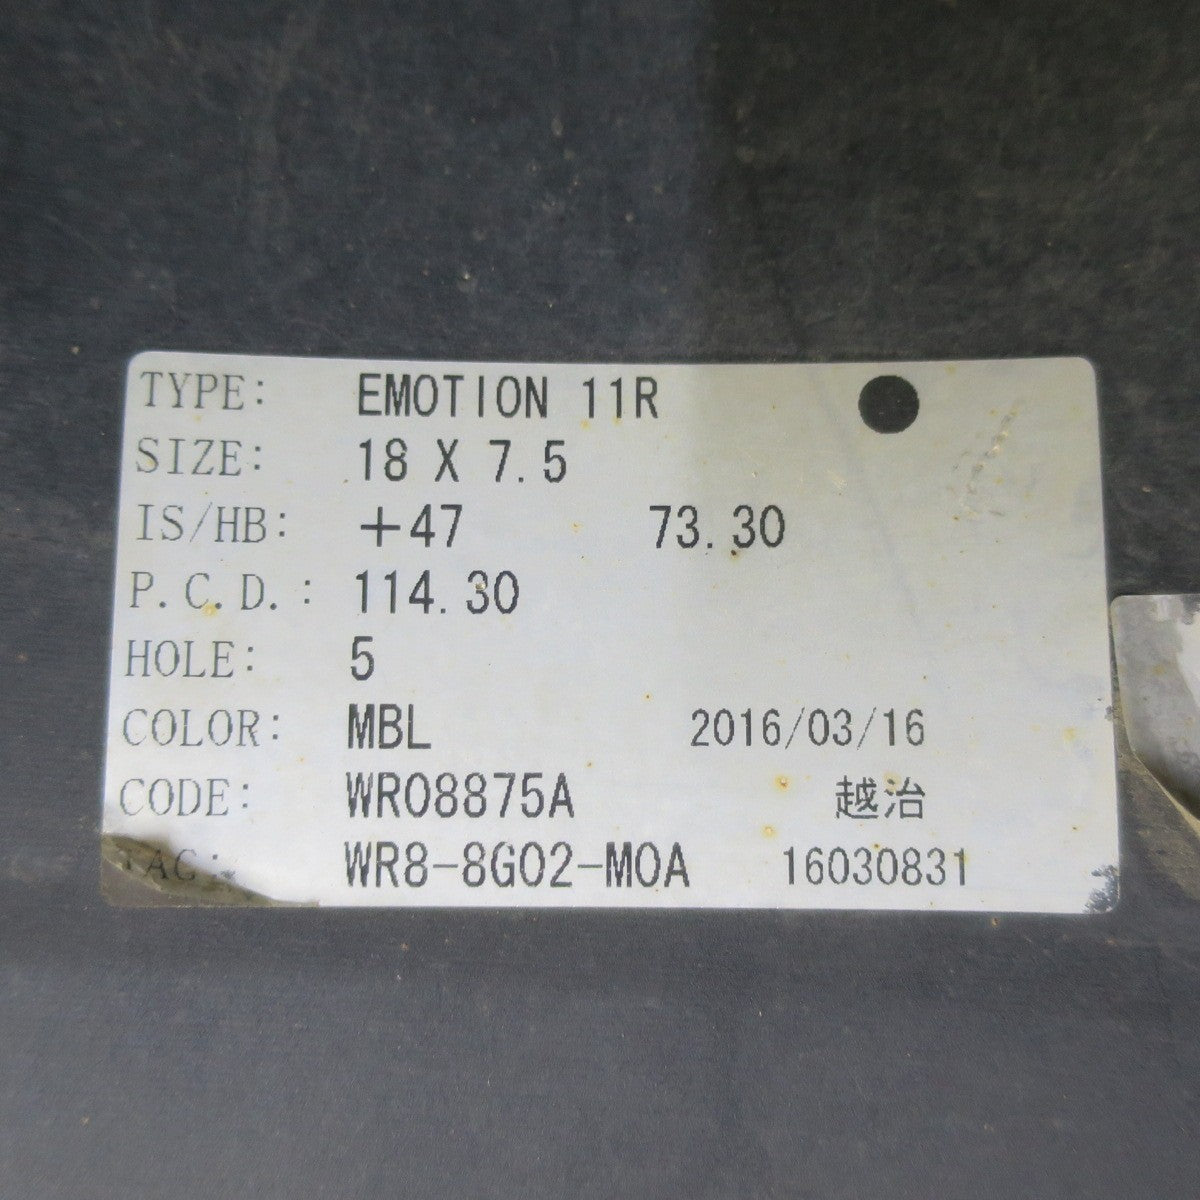 TYPE: EMOTION 11R
SIZE: 18 X 7.5
IS/HB: +47 73.30
P.C.D.: 114.30
HOLE: 5
COLOR: MBL 2016/03/16
CODE: WR08875A 越治
WR8-8G02-M0A 16030831